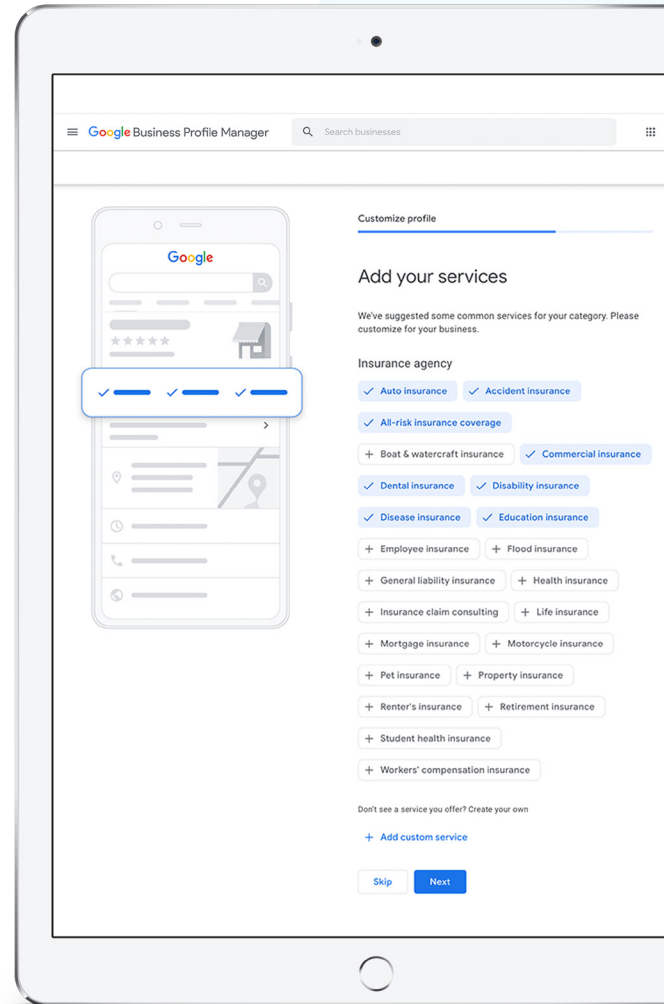 Google Business Profile Manager
Search businesses
Google
Customize profile
Add your services
We've suggested some common services for your category. Please
customize for your business.
Insurance agency
Auto insurance
Accident insurance
All-risk insurance coverage
Boat & watercraft insurance
Commercial insurance
Dental insurance
Disability insurance
Disease insurance
Education insurance
Employee insurance
Flood insurance
General liability insurance
Health insurance
Insurance claim consulting
Life insurance
Mortgage insurance
Motorcycle insurance
Pet insurance
Property insurance
Renter's insurance
Retirement insurance
Student health insurance
Workers' compensation insurance
Don't see a service you offer? Create your own
Add custom service
Skip
Next